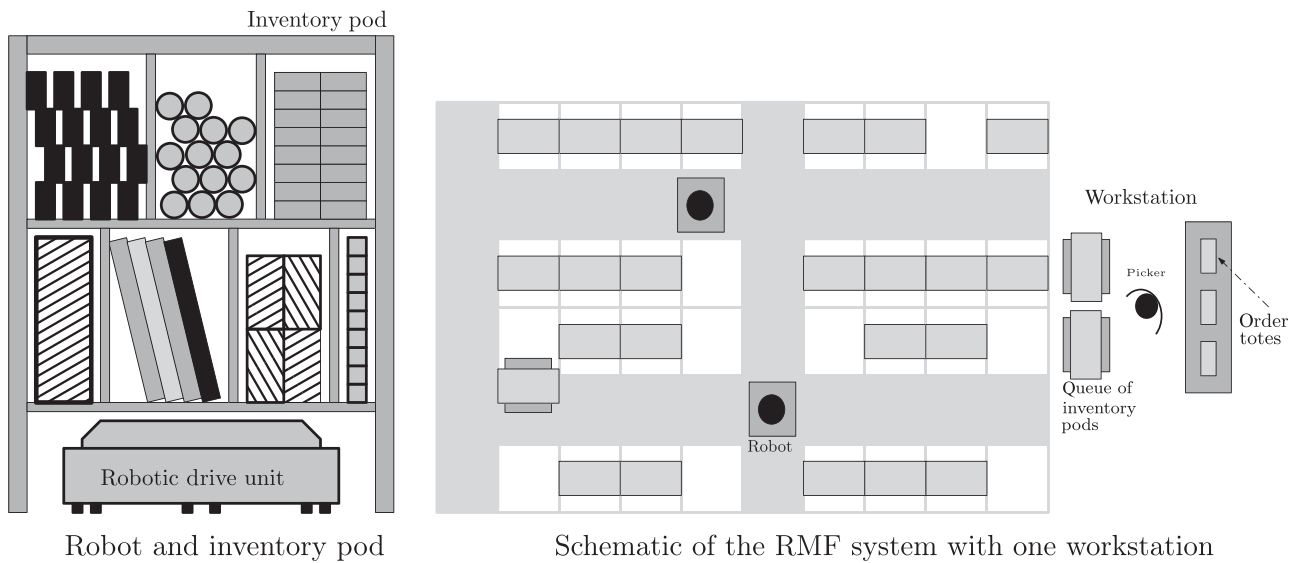 Inventory pod
Robotic drive unit
Robot and inventory pod
Workstation
Picker
Order
totes
Queue of
inventory
pods
Robot
Schematic of the RMF system with one workstation